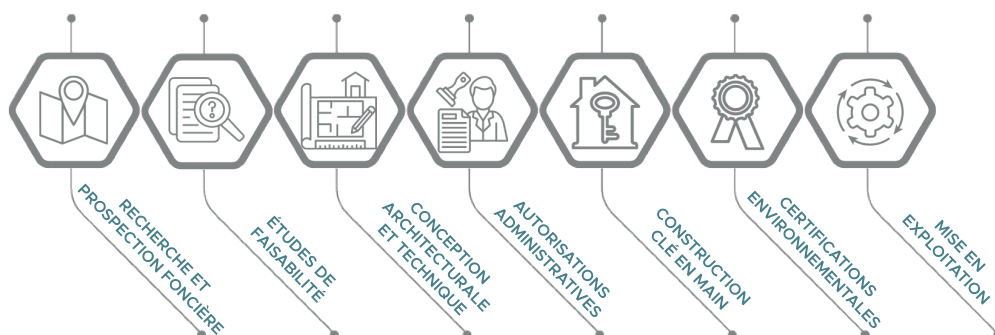 RECHERCHE ET
PROSPECTION FONCIÈRE
ÉTUDES DE
FAISABILITÉ
CONCEPTION
ARCHITECTURALE
ET TECHNIQUE
AUTORISATIONS
ADMINISTRATIVES
CONSTRUCTION
CLÉ EN MAIN
CERTIFICATIONS
ENVIRONNEMENTALES
MISE EN
EXPLOITATION
?